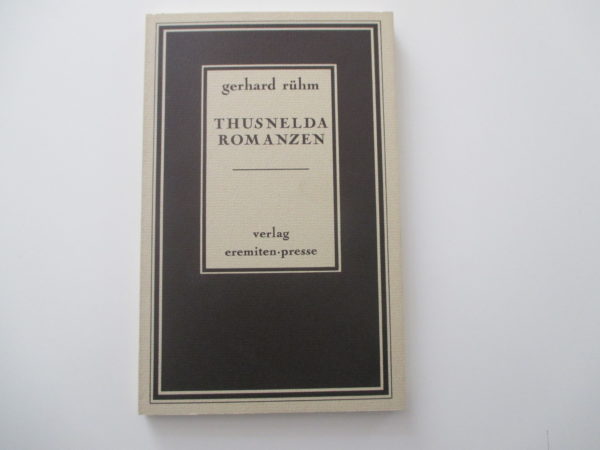 gerhard rühm
THUSNELDA
ROMANZEN
verlag
eremiten-presse